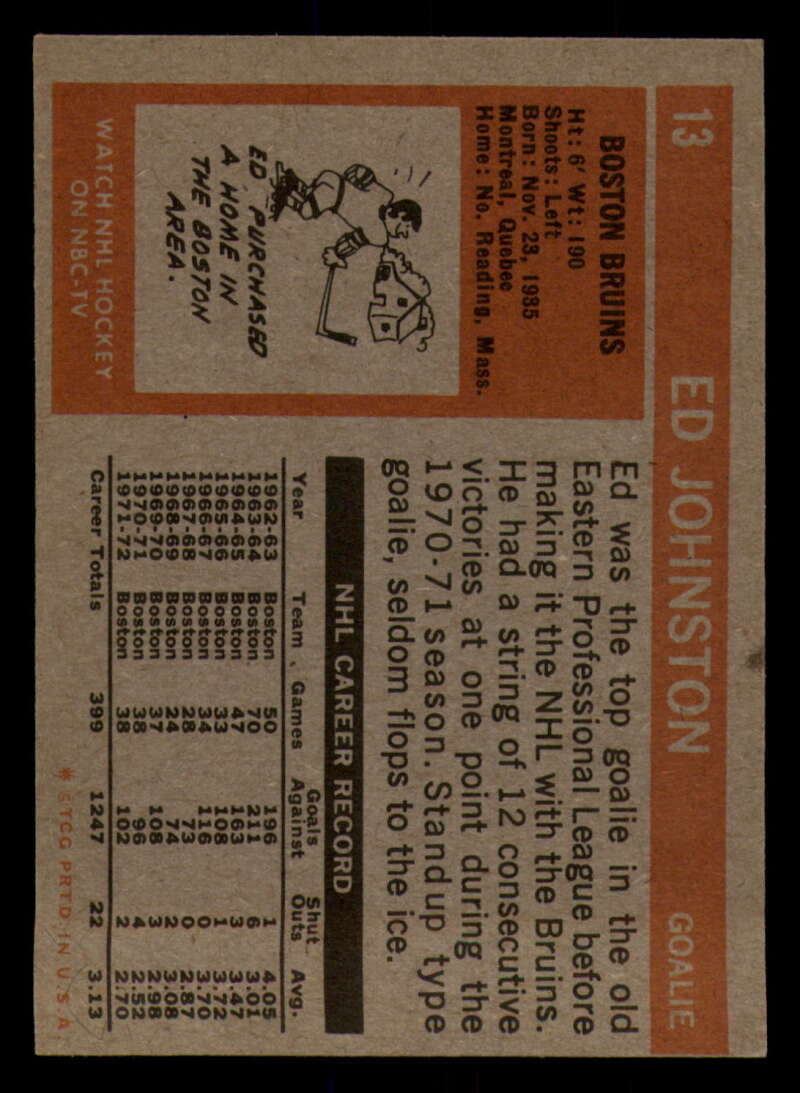 13 ED JOHNSTON GOALIE
BOSTON BRUINS
Ht: 6' Wt: 190
Shoots: Left
Born: Nov. 23, 1935
Montreal, Quebec
Home: No. Reading, Mass.
ED PURCHASED
A HOME IN
THE BOSTON
AREA.
WATCH NHL HOCKEY
ON NBC-TV
Ed was the top goalie in the old
Eastern Professional League before
making it the NHL with the Bruins.
He had a string of 12 consecutive
victories at one point during the
1970-71 season. Stand up type
goalie, seldom flops to the ice.
NHL CAREER RECORD
Year Team Games Goals Against Shut Outs Avg.
1962-63 Boston 50 196 1 4.05
1963-64 Boston 70 211 6 3.01
1964-65 Boston 47 163 3 3.47
1965-66 Boston 33 108 1 3.72
1966-67 Boston 34 116 0 3.70
1967-68 Boston 28 73 0 2.87
1968-69 Boston 24 74 2 3.08
1969-70 Boston 37 108 3 2.98
1970-71 Boston 38 96 4 2.52
1971-72 Boston 38 102 2 2.70
Career Totals 399 1247 22 3.13
* ©TCG PRTD IN U.S.A.